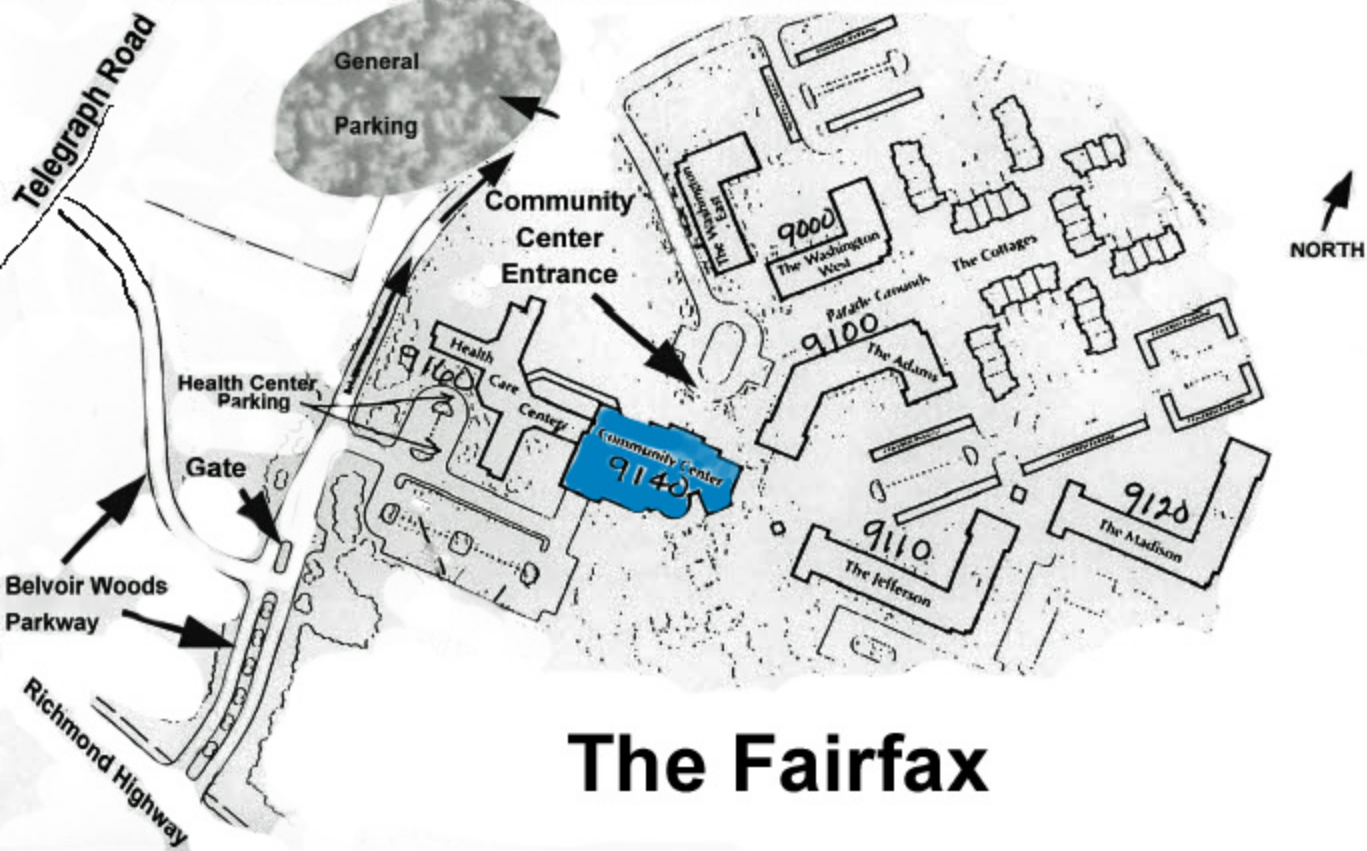 Telegraph Road
General
Parking
Community
Center
Entrance
NORTH
The Washington
East
9000
The Washington
West
The Cottages
Parade Grounds
9100
The Adams
Health
Care
Center
9160
Health Center
Parking
Community Center
9140
Gate
9120
The Madison
9110
The Jefferson
Belvoir Woods
Parkway
Richmond Highway
The Fairfax